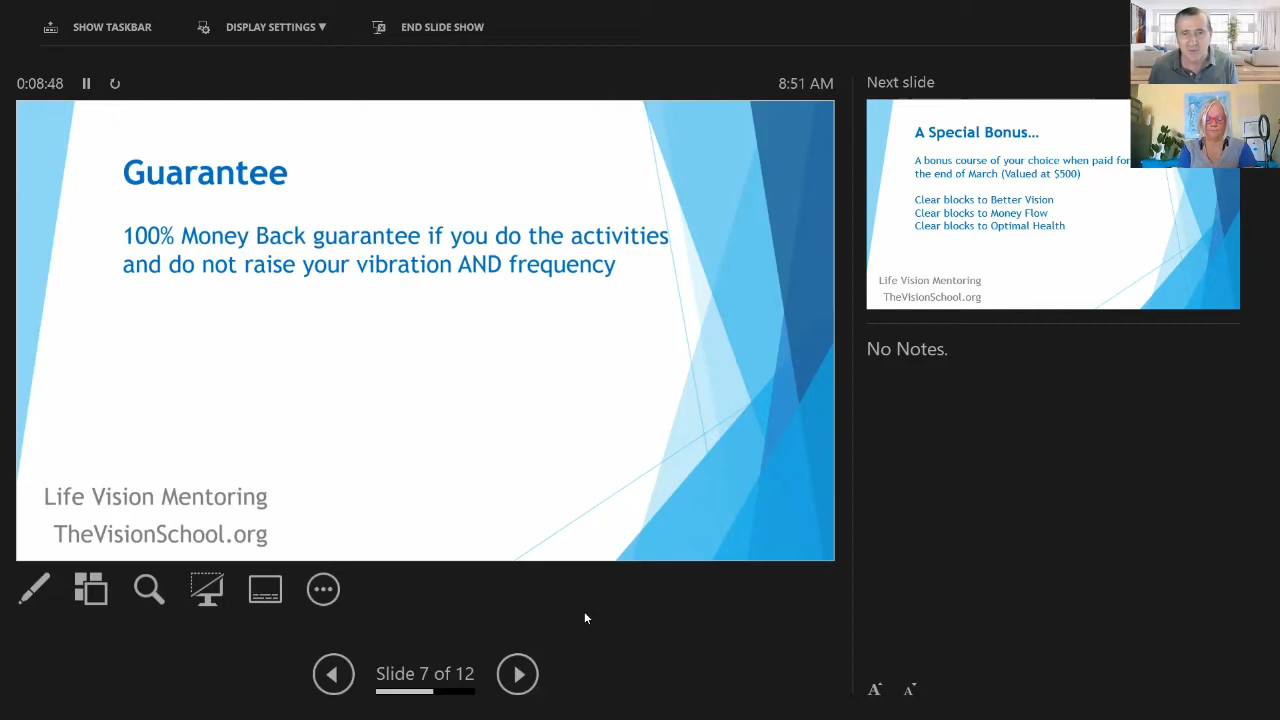 SHOW TASKBAR
DISPLAY SETTINGS ▼
END SLIDE SHOW
0:08:48
8:51 AM
Guarantee
100% Money Back guarantee if you do the activities
and do not raise your vibration AND frequency
Life Vision Mentoring
TheVisionSchool.org
Slide 7 of 12
Next slide
A Special Bonus...
A bonus course of your choice when paid for
the end of March (Valued at $500)
Clear blocks to Better Vision
Clear blocks to Money Flow
Clear blocks to Optimal Health
Life Vision Mentoring
TheVisionSchool.org
No Notes.
A A